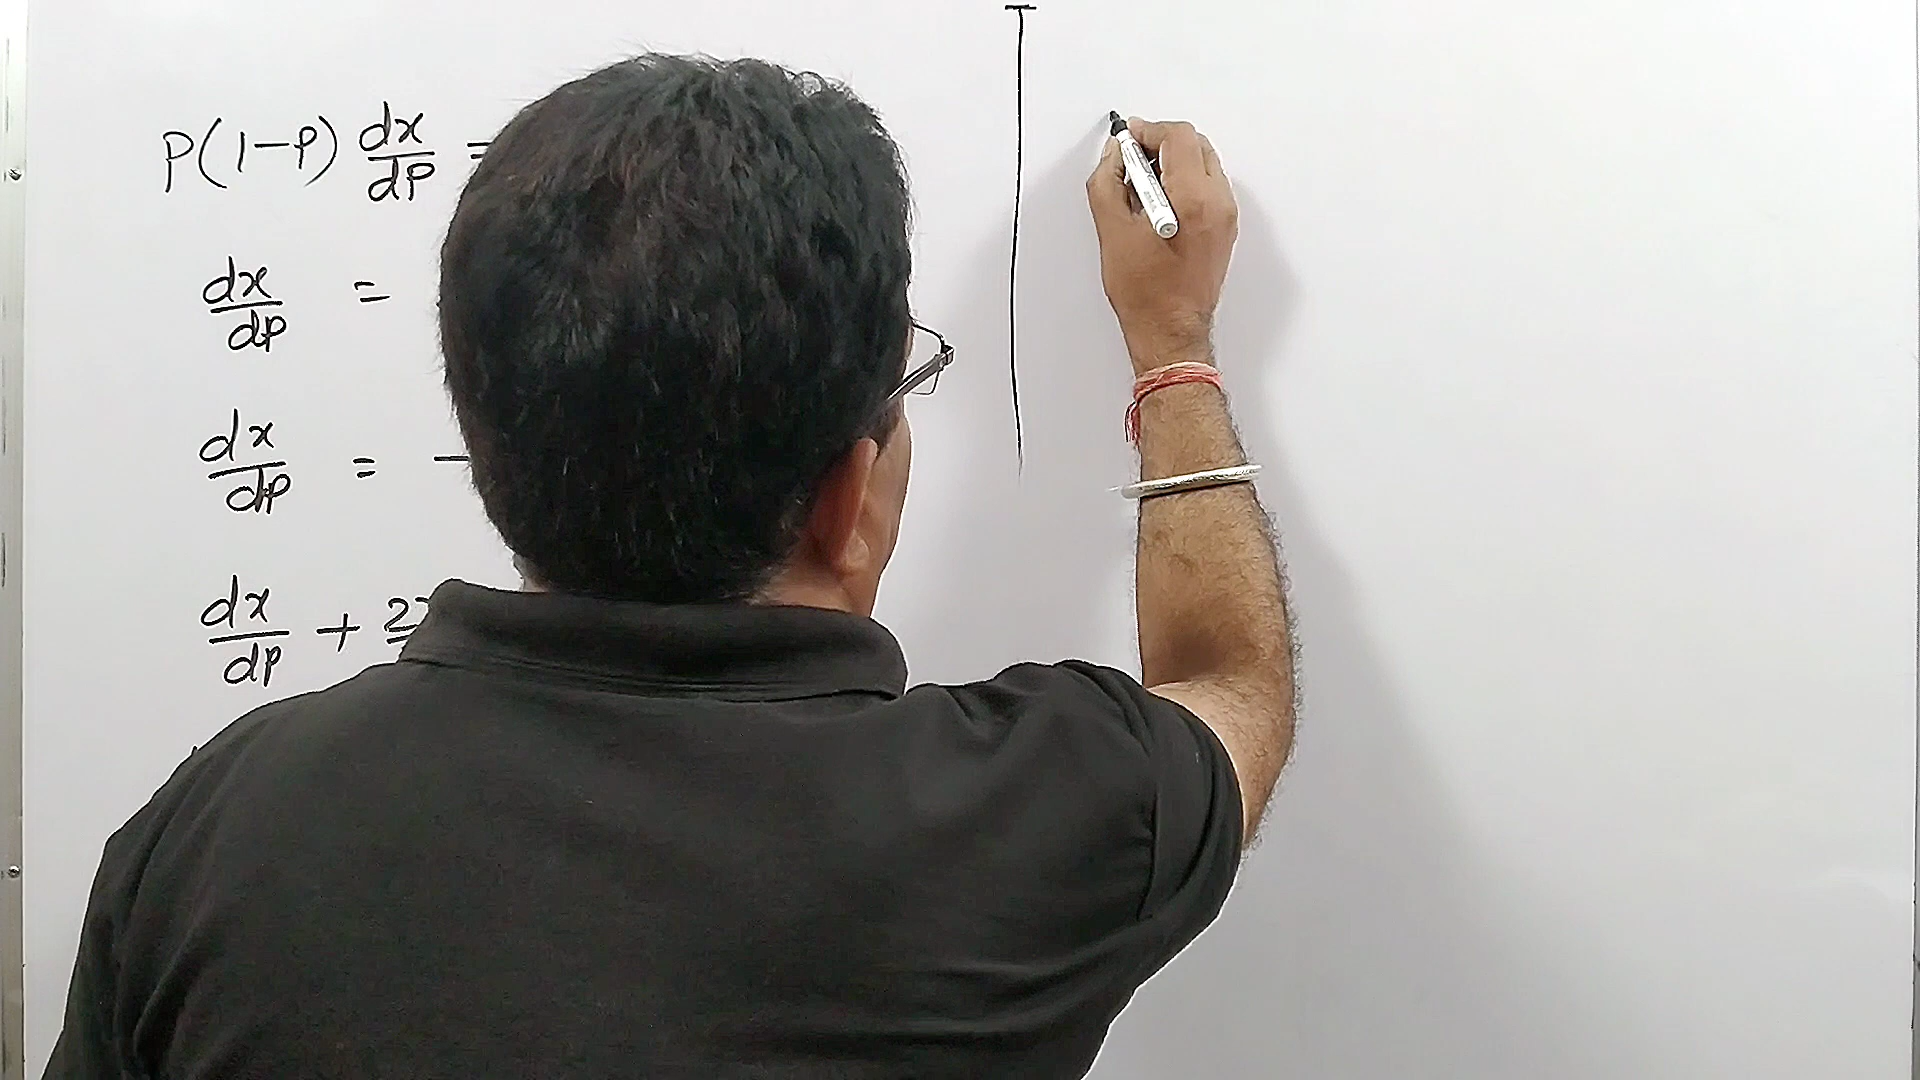 P(1-P) dx/dP =
dx/dP =
dx/dP = -
dx/dP + 2